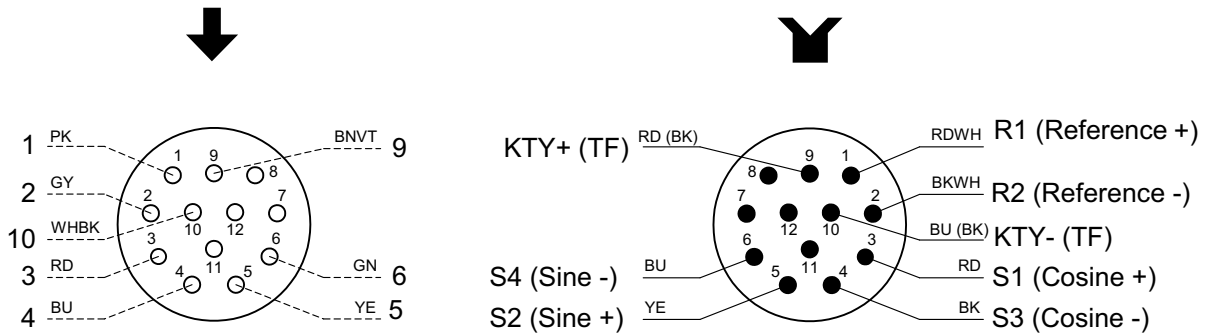 1 PK
BNVT 9
2 GY
10 WHBK
3 RD
GN 6
4 BU
YE 5
1 9 8
2 7
10 12
3 6
11
4 5
KTY+ (TF) RD (BK)
RDWH R1 (Reference +)
BKWH R2 (Reference -)
BU (BK) KTY- (TF)
S4 (Sine -) BU
RD S1 (Cosine +)
S2 (Sine +) YE
BK S3 (Cosine -)
8 9 1
7 2
12 10
6 3
11
5 4